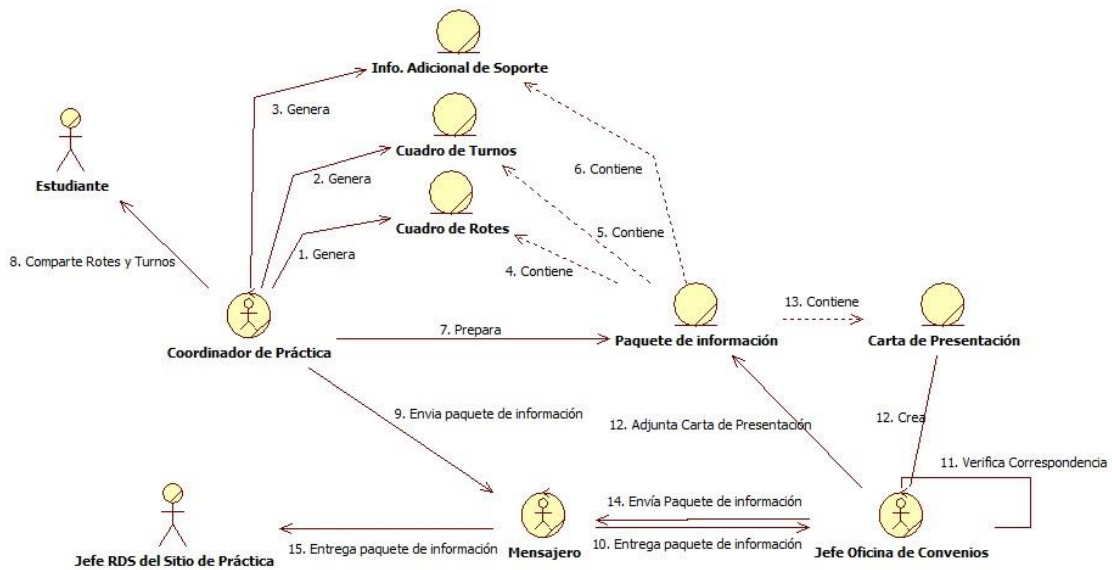 Info. Adicional de Soporte
3. Genera
Cuadro de Turnos
Estudiante
2. Genera
6. Contiene
Cuadro de Rotes
5. Contiene
1. Genera
4. Contiene
8. Comparte Rotes y Turnos
13. Contiene
7. Prepara
Coordinador de Práctica
Paquete de información
Carta de Presentación
9. Envia paquete de información
12. Adjunta Carta de Presentación
12. Crea
11. Verifica Correspondencia
14. Envía Paquete de información
Jefe RDS del Sitio de Práctica
15. Entrega paquete de información
Mensajero
10. Entrega paquete de información
Jefe Oficina de Convenios